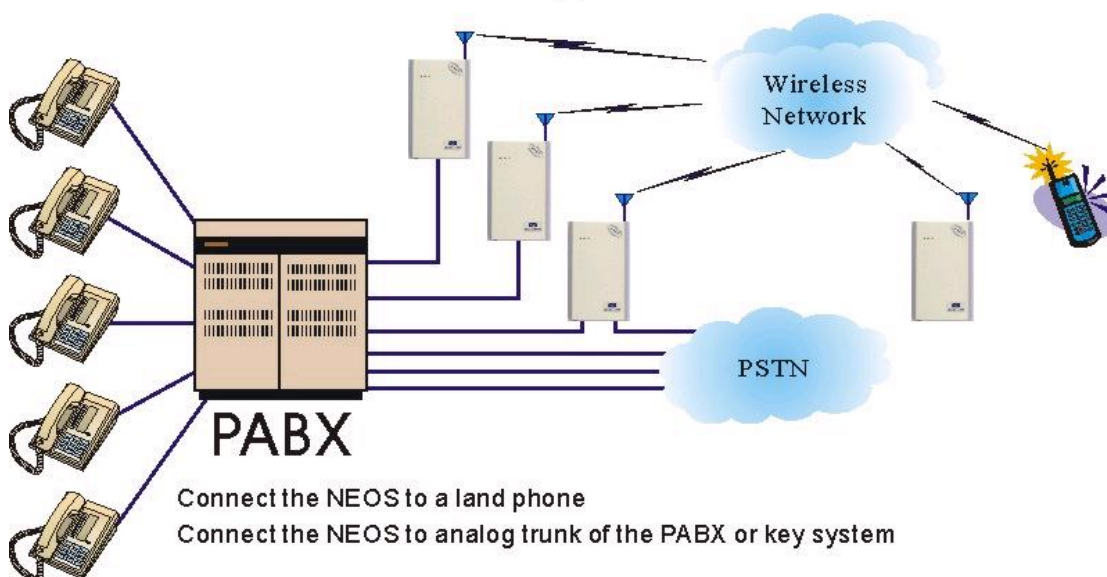 Wireless
Network
PSTN
PABX
Connect the NEOS to a land phone
Connect the NEOS to analog trunk of the PABX or key system